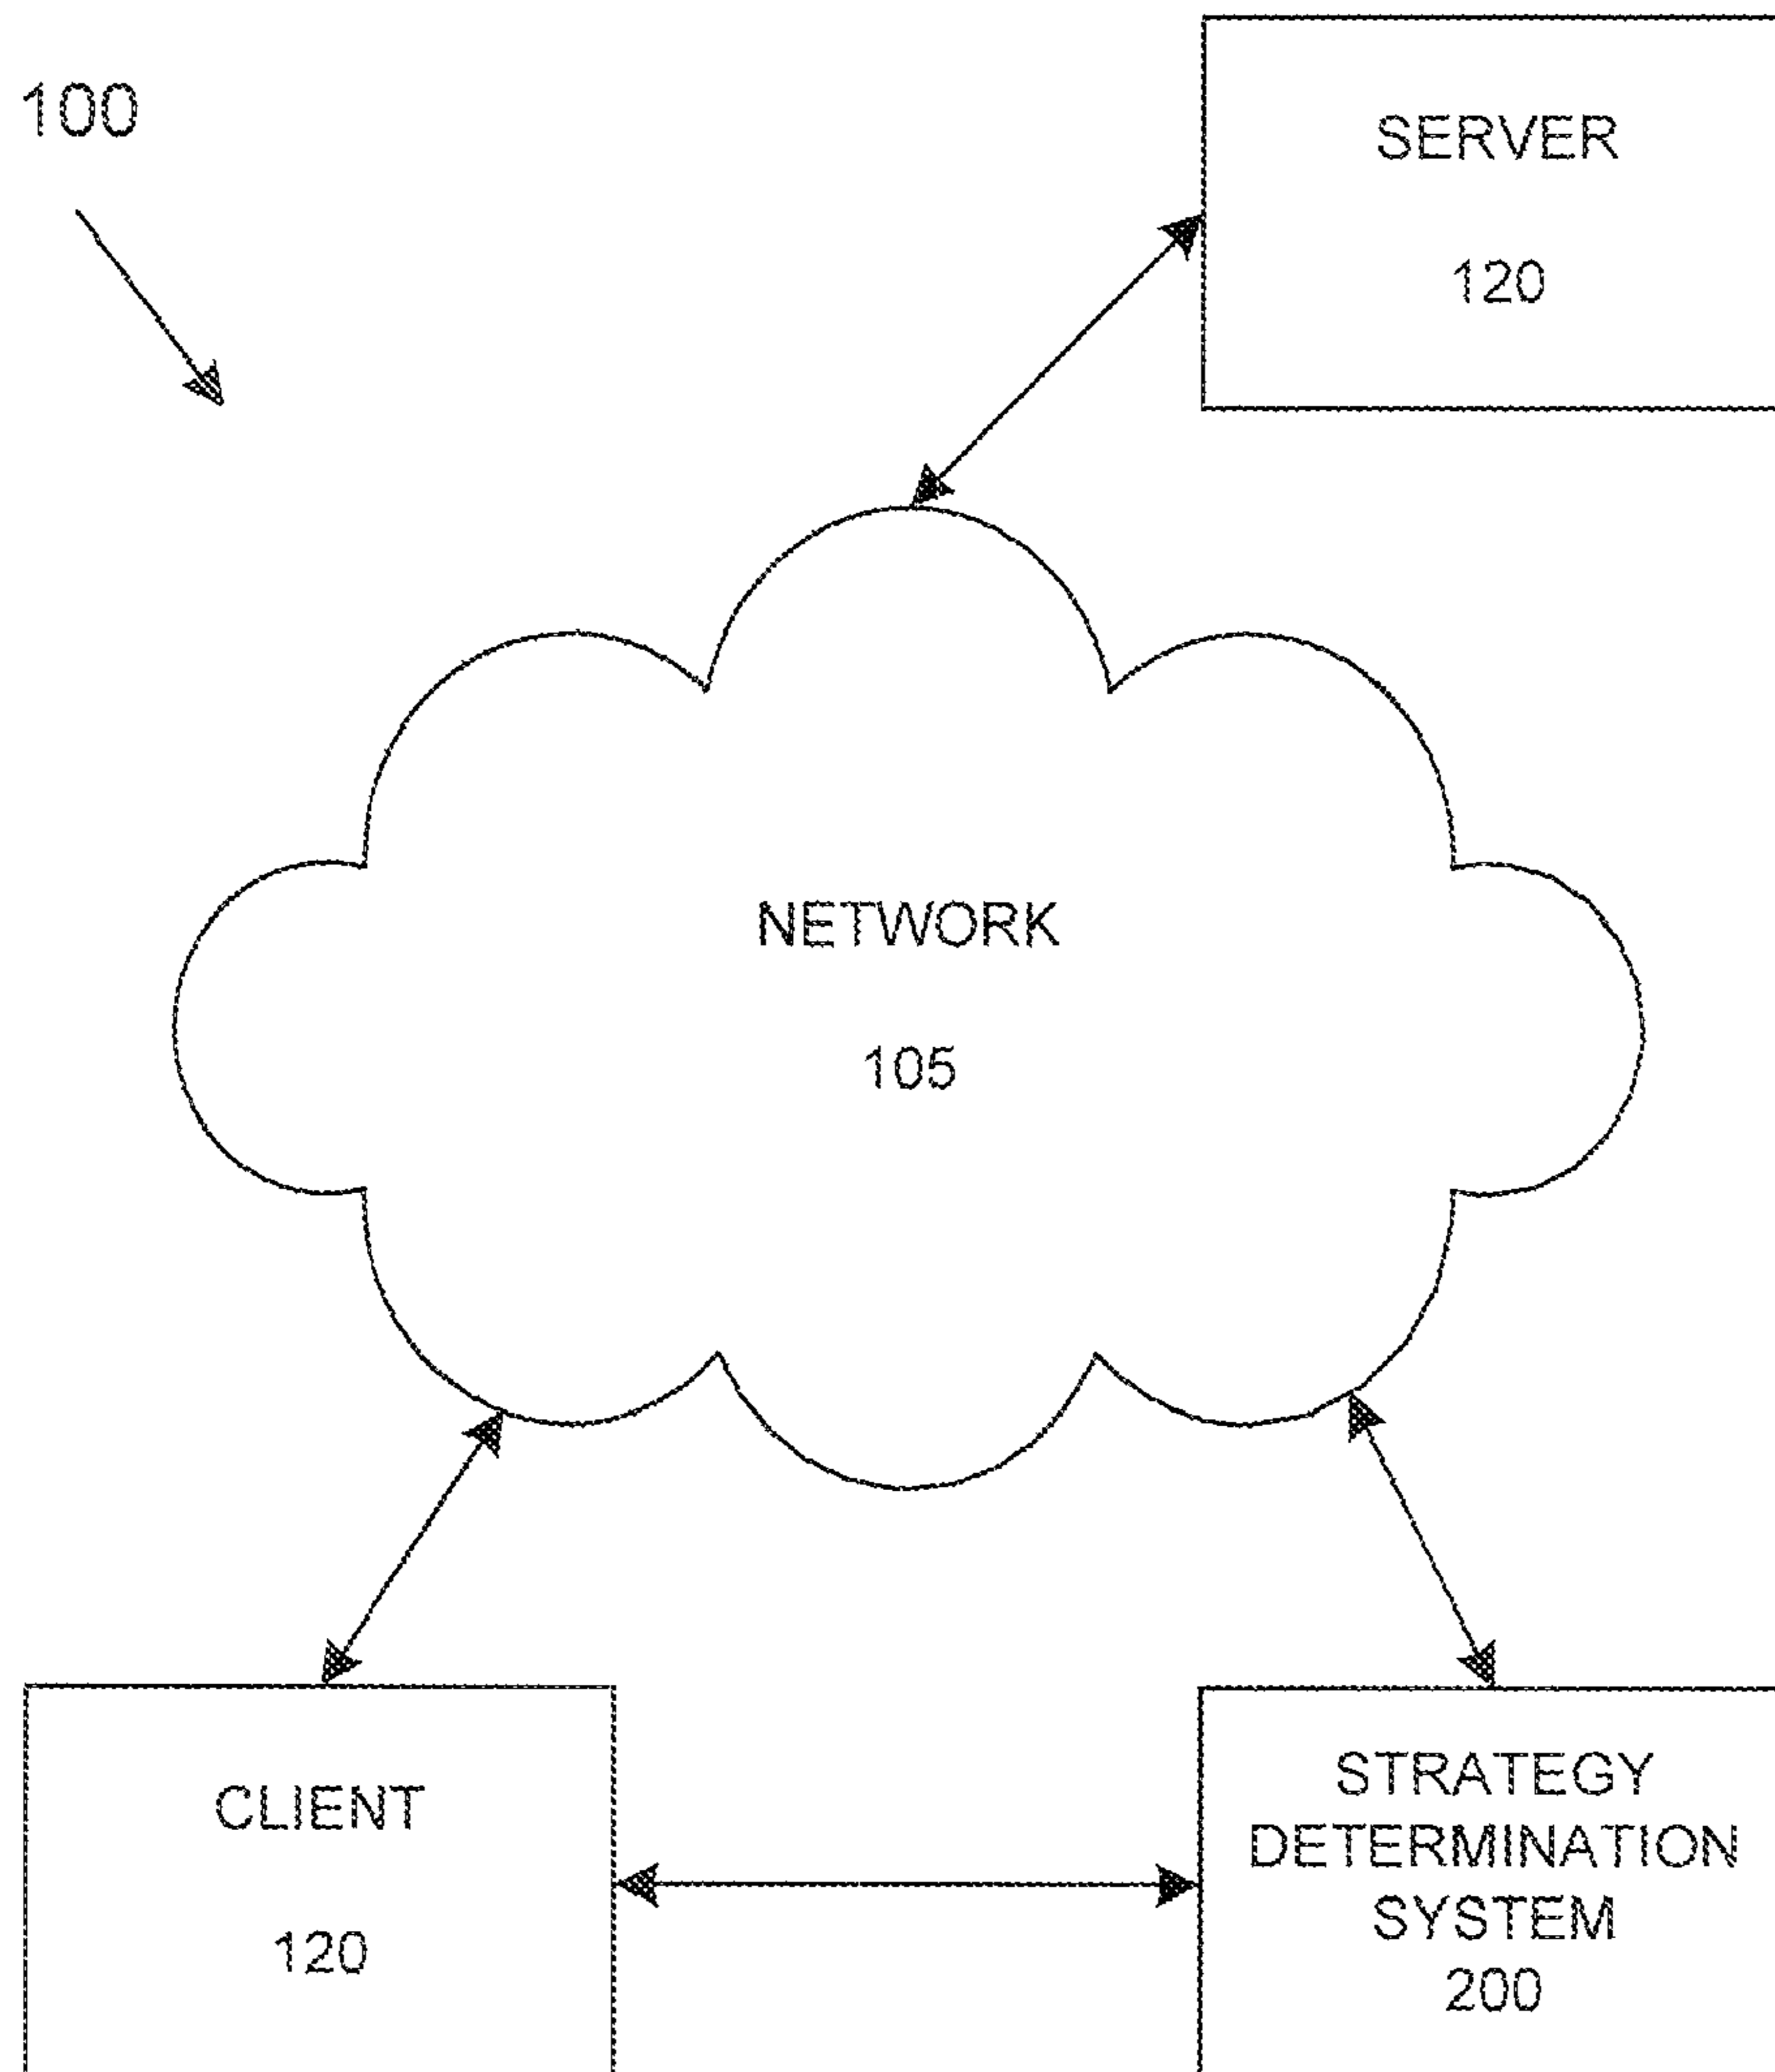 100
SERVER
120
NETWORK
105
CLIENT
120
STRATEGY
DETERMINATION
SYSTEM
200